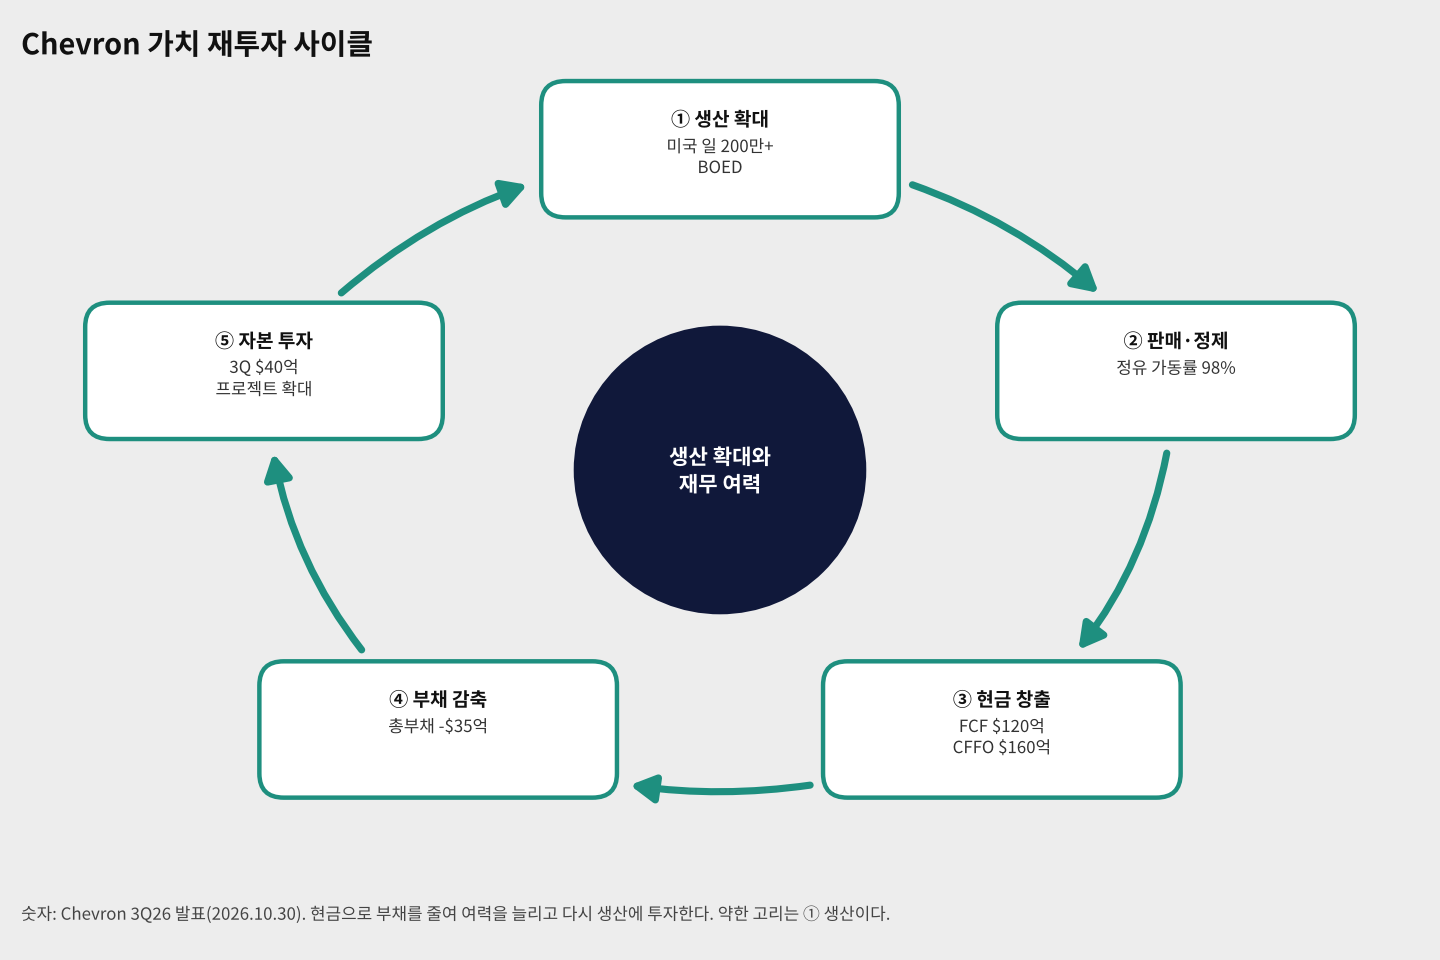 Chevron 가치 재투자 사이클
① 생산 확대
미국 일 200만+
BOED
② 판매·정제
정유 가동률 98%
③ 현금 창출
FCF $120억
CFFO $160억
④ 부채 감축
총부채 -$35억
⑤ 자본 투자
3Q $40억
프로젝트 확대
생산 확대와
재무 여력
숫자: Chevron 3Q26 발표(2026.10.30). 현금으로 부채를 줄여 여력을 늘리고 다시 생산에 투자한다. 약한 고리는 ① 생산이다.